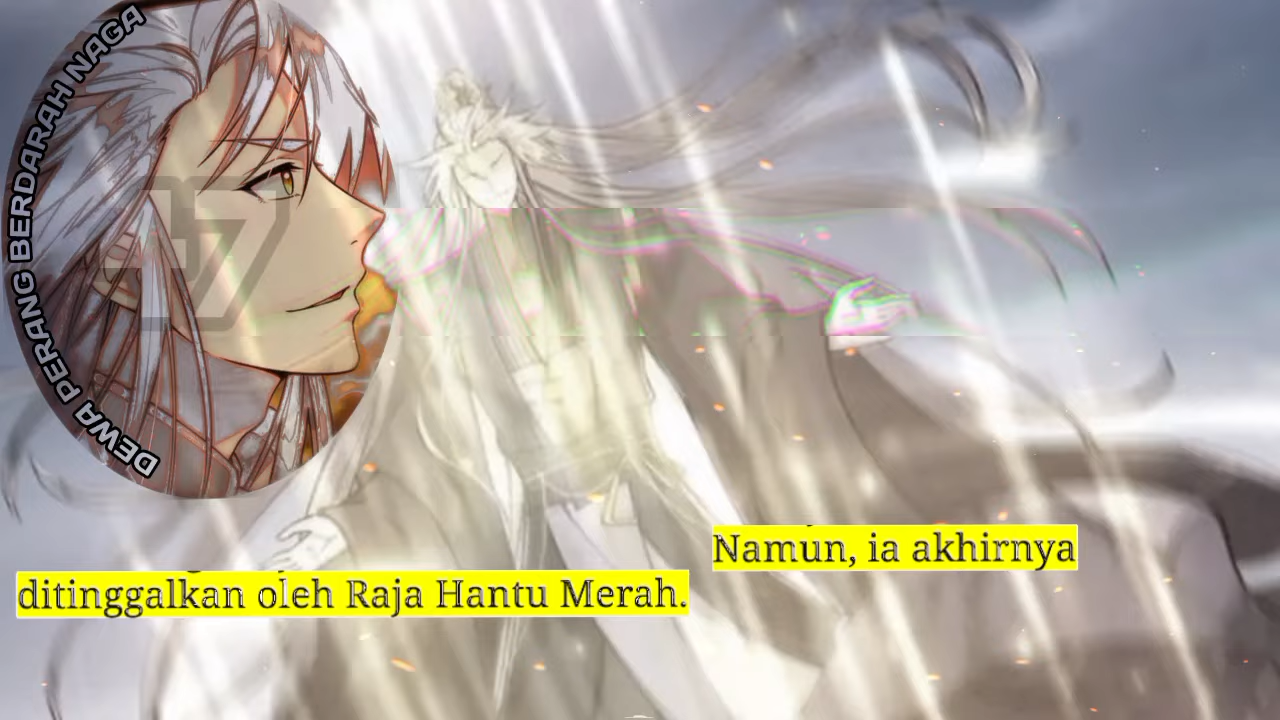 DEWA PERANG BERDARAH NAGA
Namun, ia akhirnya
ditinggalkan oleh Raja Hantu Merah.